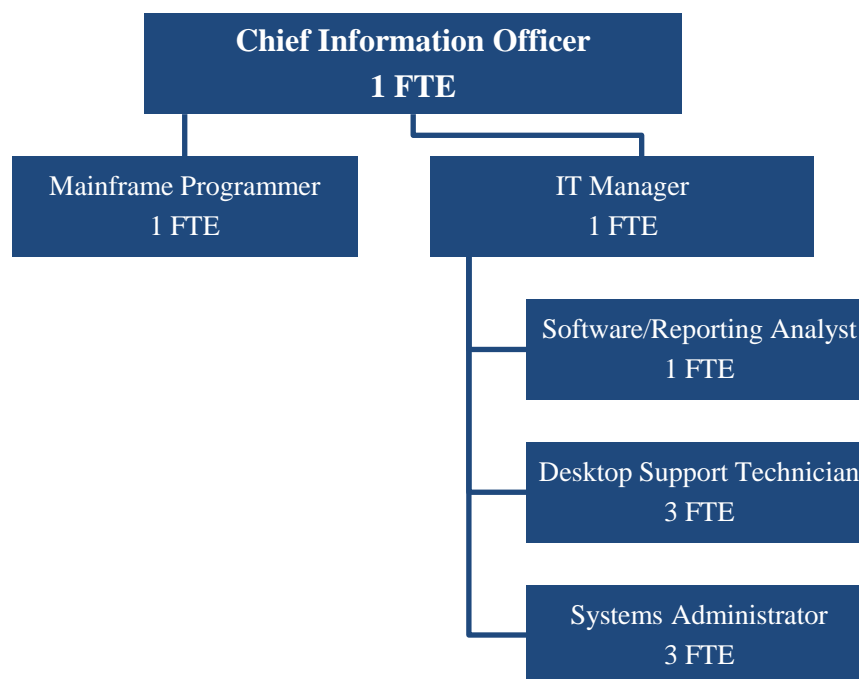 Chief Information Officer
1 FTE
Mainframe Programmer
1 FTE
IT Manager
1 FTE
Software/Reporting Analyst
1 FTE
Desktop Support Technician
3 FTE
Systems Administrator
3 FTE